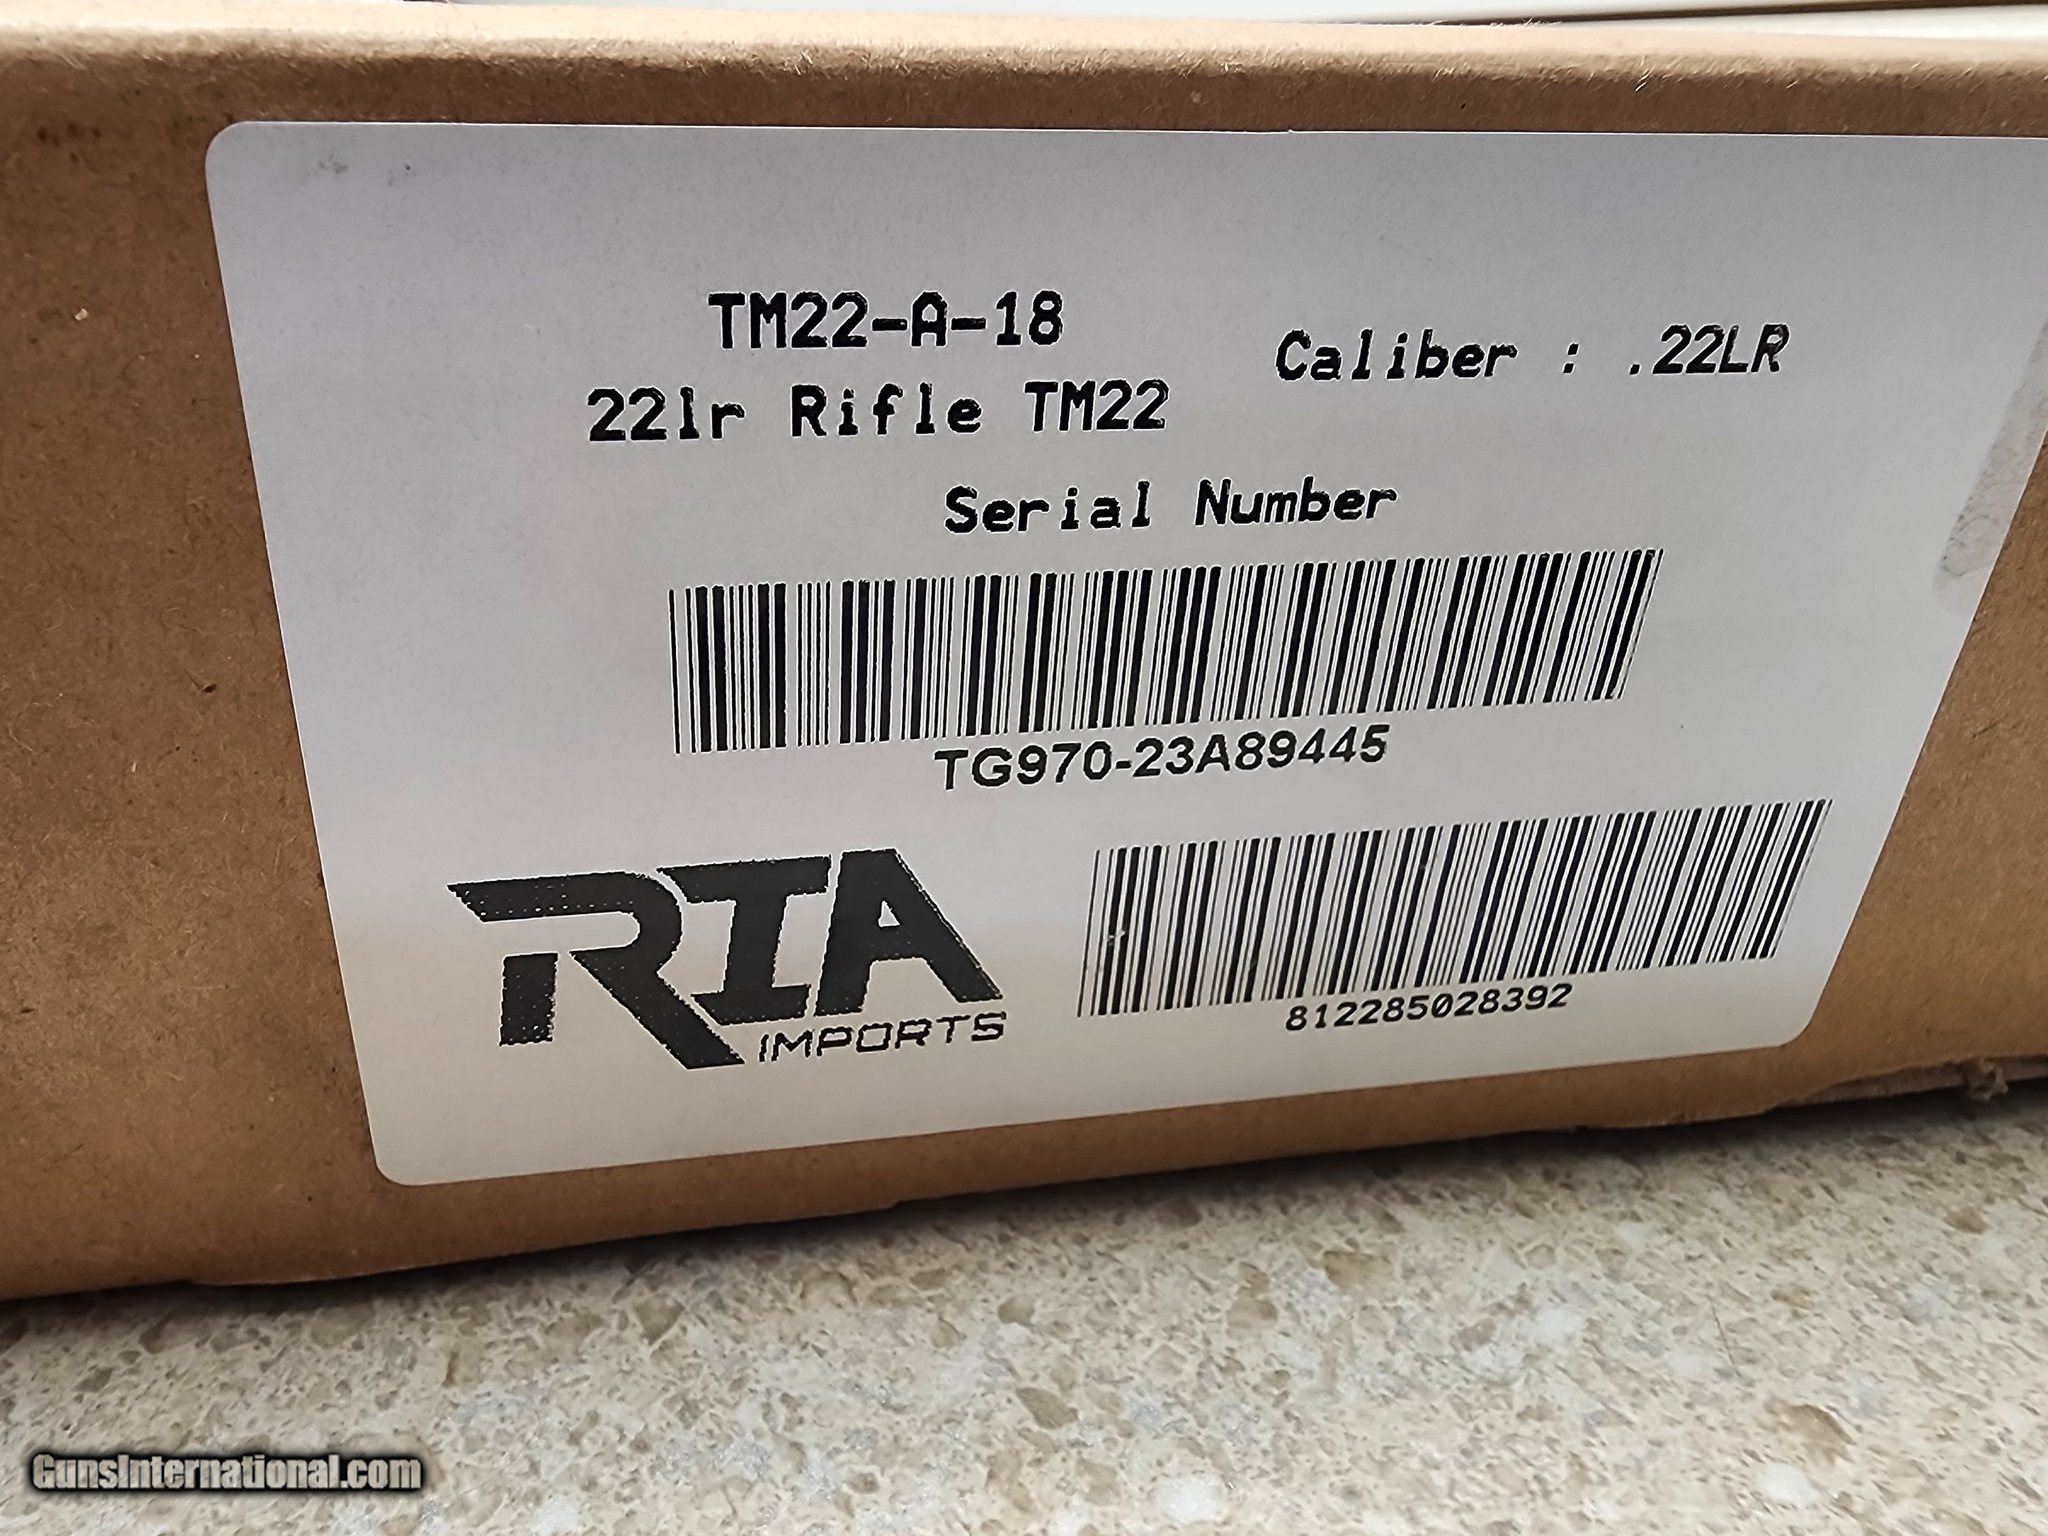 TM22-A-18
22lr Rifle TM22
Caliber : .22LR
Serial Number
TG970-23A89445
RIA
IMPORTS
812285028392
GunsInternational.com